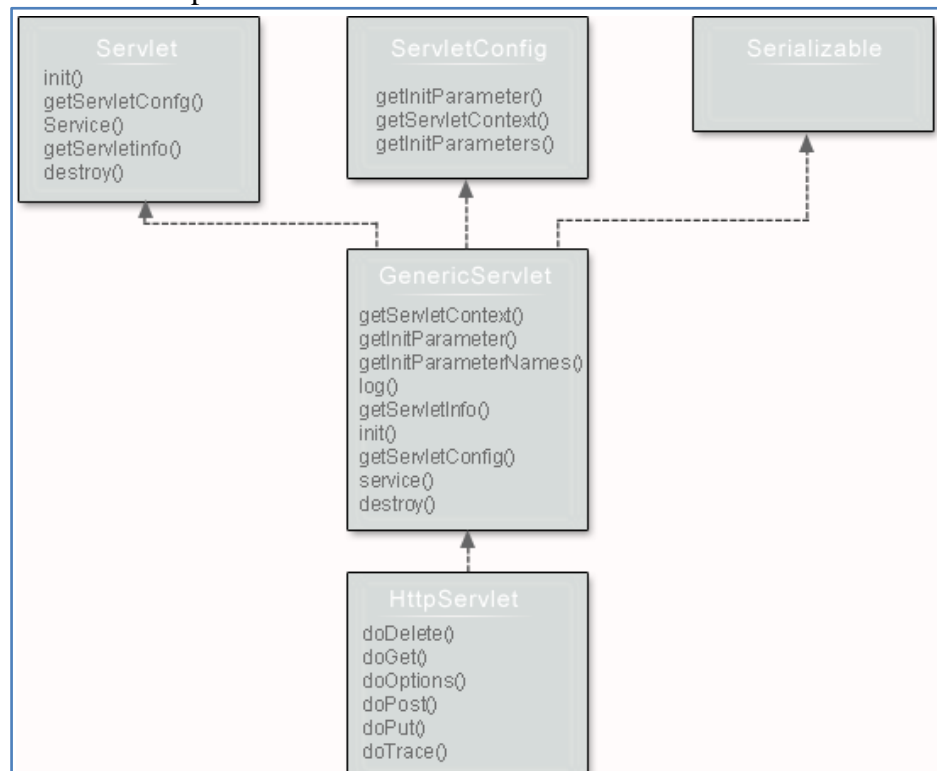 Servlet
init()
getServletConfg()
Service()
getServletinfo()
destroy()
ServletConfig
getInitParameter()
getServletContext()
getInitParameters()
Serializable
GenericServlet
getServletContext()
getInitParameter()
getInitParameterNames()
log()
getServletInfo()
init()
getServletConfig()
service()
destroy()
HttpServlet
doDelete()
doGet()
doOptions()
doPost()
doPut()
doTrace()